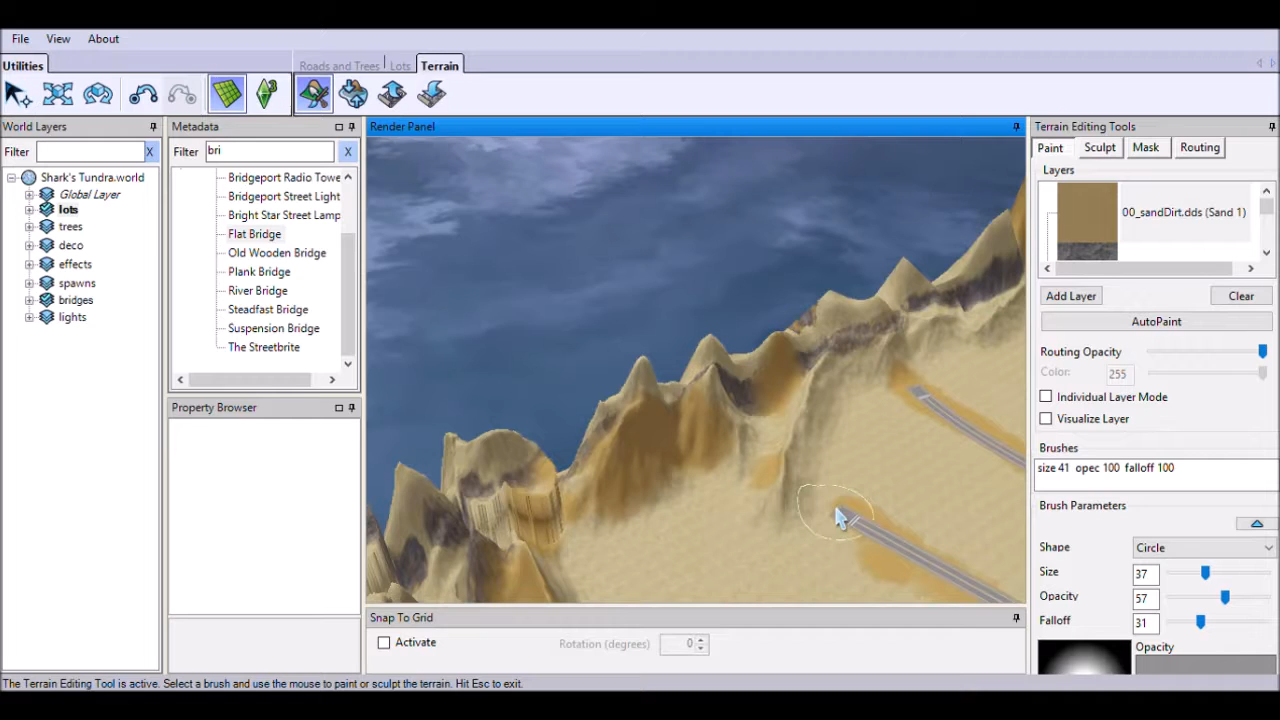 File View About
Utilities
Roads and Trees Lots Terrain
World Layers
Filter X
Shark's Tundra.world
Global Layer
lots
trees
deco
effects
spawns
bridges
lights
Metadata
Filter bri X
Bridgeport Radio Towe
Bridgeport Street Light
Bright Star Street Lamp
Flat Bridge
Old Wooden Bridge
Plank Bridge
River Bridge
Steadfast Bridge
Suspension Bridge
The Streetbrite
Property Browser
Render Panel
Snap To Grid
Activate Rotation (degrees) 0
Terrain Editing Tools
Paint Sculpt Mask Routing
Layers
00_sandDirt.dds (Sand 1)
Add Layer Clear
AutoPaint
Routing Opacity
Color: 255
Individual Layer Mode
Visualize Layer
Brushes
size 41 opec 100 falloff 100
Brush Parameters
Shape Circle
Size 37
Opacity 57
Falloff 31
Opacity
The Terrain Editing Tool is active. Select a brush and use the mouse to paint or sculpt the terrain. Hit Esc to exit.